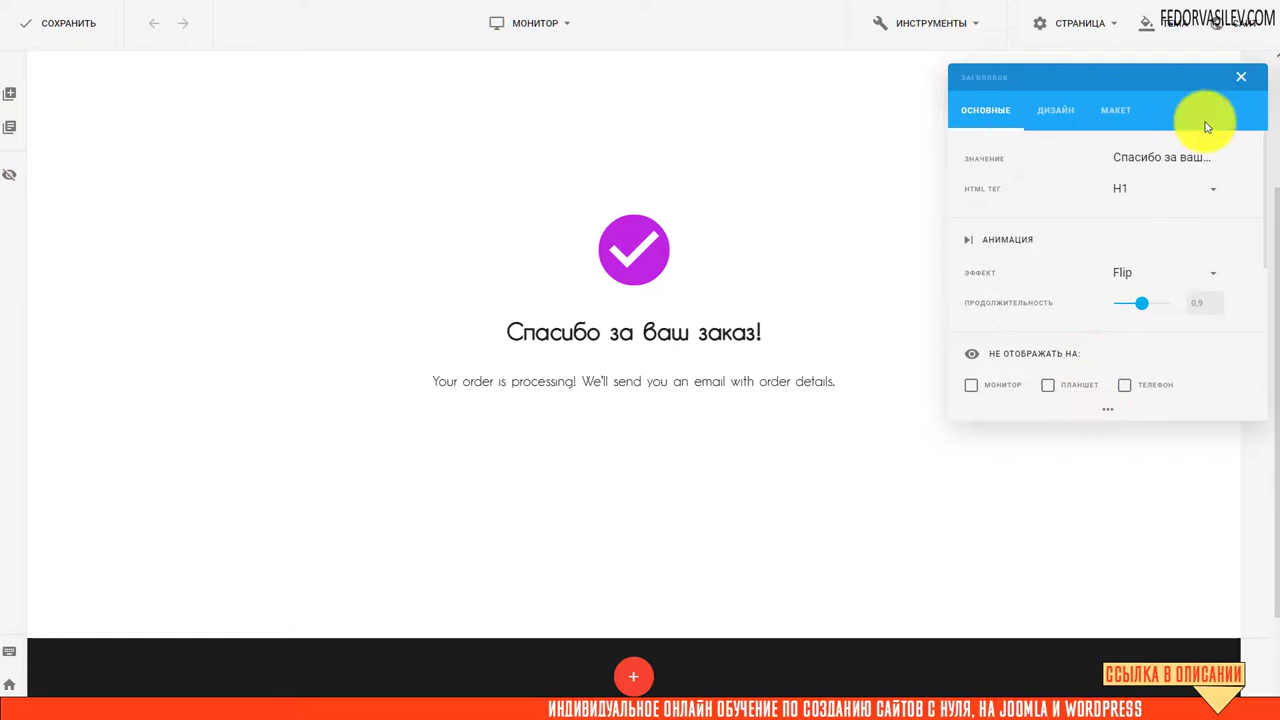 СОХРАНИТЬ
МОНИТОР
ИНСТРУМЕНТЫ
СТРАНИЦА
FEDORVASILEV.COM
ЗАГОЛОВОК
ОСНОВНЫЕ
ДИЗАЙН
МАКЕТ
ЗНАЧЕНИЕ
Спасибо за ваш...
HTML ТЕГ
H1
АНИМАЦИЯ
ЭФФЕКТ
Flip
ПРОДОЛЖИТЕЛЬНОСТЬ
0,9
НЕ ОТОБРАЖАТЬ НА:
МОНИТОР
ПЛАНШЕТ
ТЕЛЕФОН
Спасибо за ваш заказ!
Your order is processing! We'll send you an email with order details.
ССЫЛКА В ОПИСАНИИ
ИНДИВИДУАЛЬНОЕ ОНЛАЙН ОБУЧЕНИЕ ПО СОЗДАНИЮ САЙТОВ С НУЛЯ, НА JOOMLA И WORDPRESS